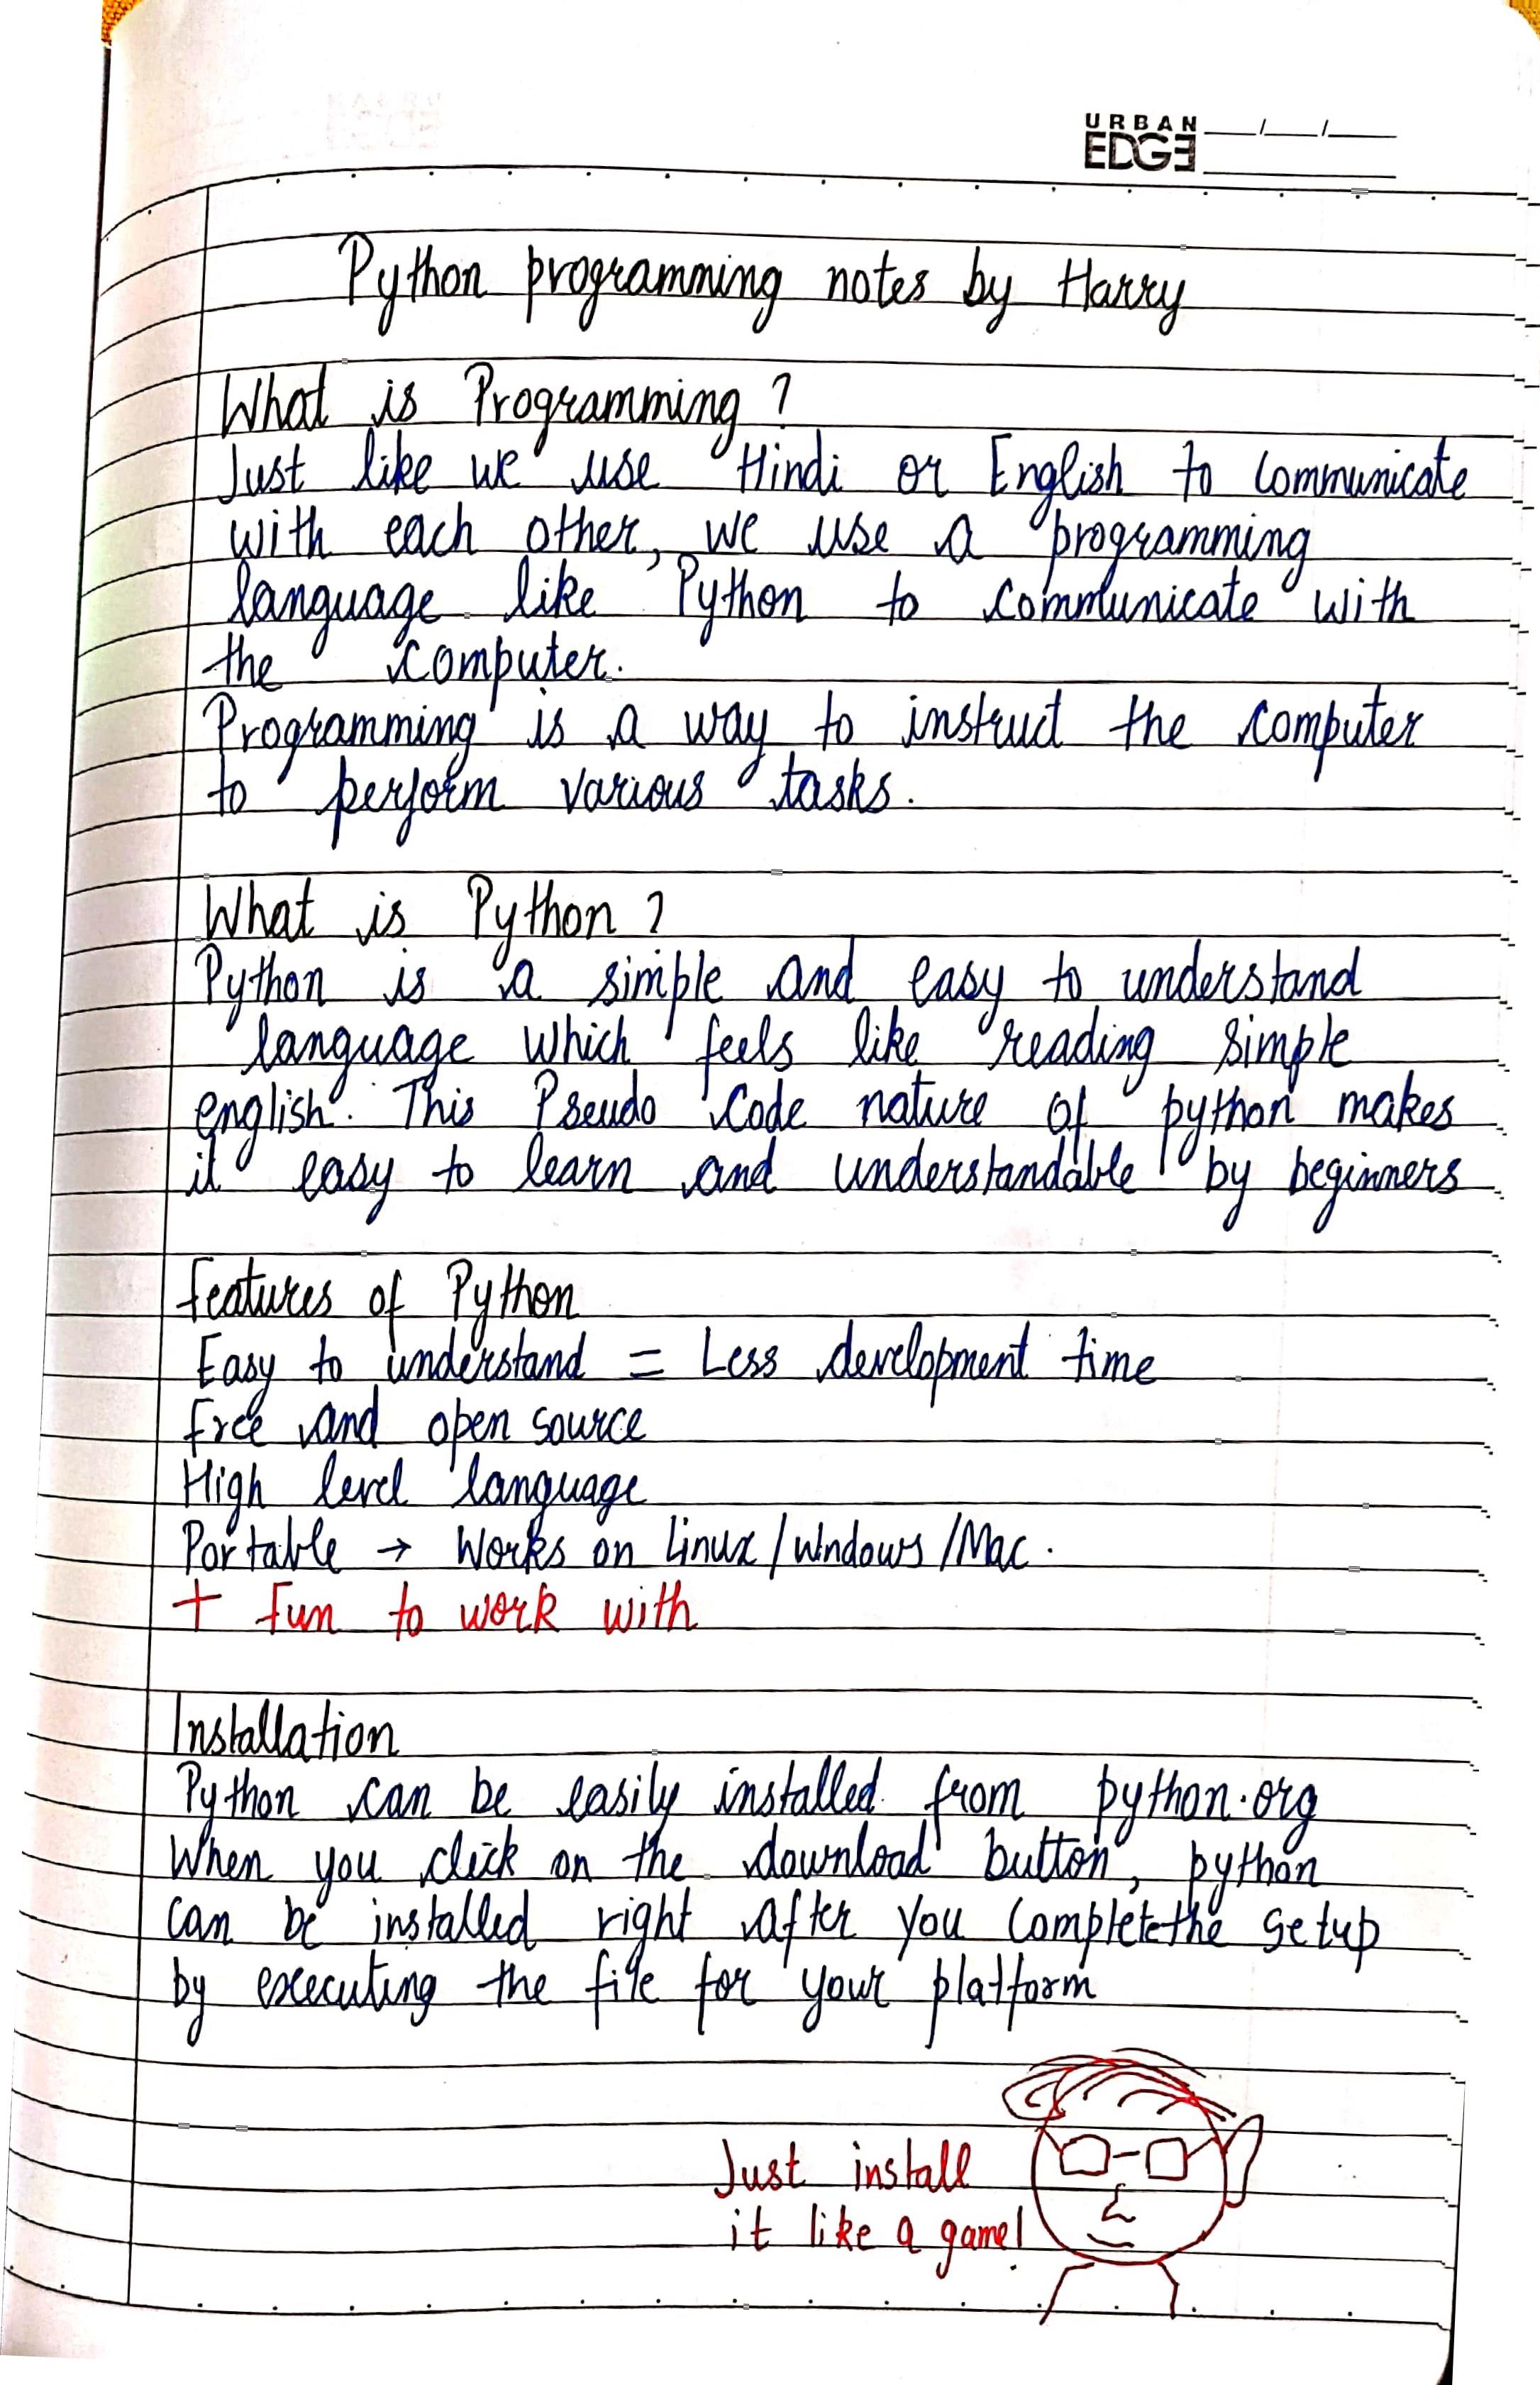 URBAN
EDGE
Python programming notes by Harry
What is Programming?
Just like we use Hindi or English to communicate
with each other, we use a programming
language like Python to communicate with
the computer.
Programming is a way to instruct the computer
to perform various tasks.
What is Python?
Python is a simple and easy to understand
language which feels like reading simple
english. This Pseudo code nature of python makes
it easy to learn and understandable by beginners
features of Python
Easy to understand = Less development time
free and open source
High level language
Portable → Works on Linux/Windows/Mac.
+ fun to work with
Installation
Python can be easily installed from python.org
When you click on the download button, python
can be installed right after you complete the setup
by executing the file for your platform
Just install
it like a game!